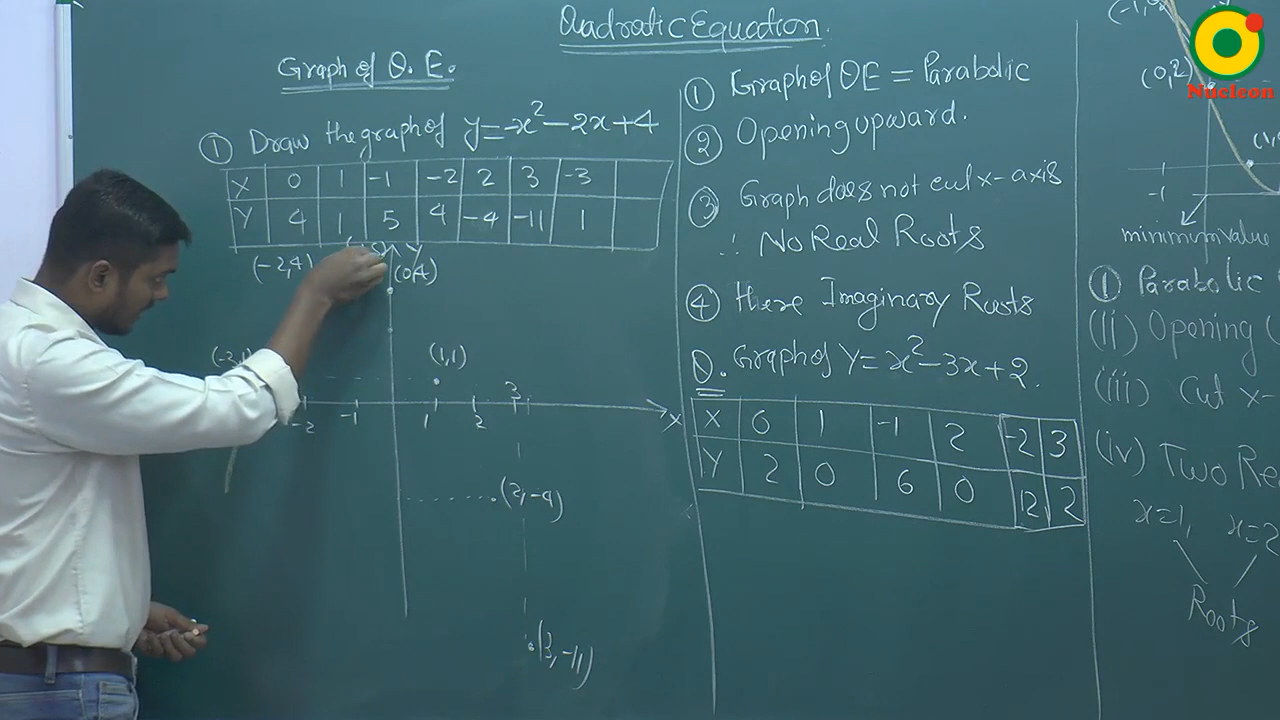 Quadratic Equation.
Graph of Q. E.
① Draw the graph of y=-x²-2x+4
X 0 1 -1 -2 2 3 -3
Y 4 1 5 4 -4 -11 1
(-2,4)
Y
(0,4)
(1,1)
-2 -1 1 2 3
X
(2,-4)
(3,-11)
① Graph of QE = Parabolic
② Opening upward.
③ Graph does not cut x-axis
∴ No Real Roots
④ there Imaginary Roots
Q. Graph of Y=x²-3x+2.
X 0 1 -1 2 -2 3
Y 2 0 6 0 12 2
(0,2)
Nucleon
-1
minimum value
① Parabolic
(ii) Opening
(iii) Cut x-
(iv) Two
x=1, x=2
Roots